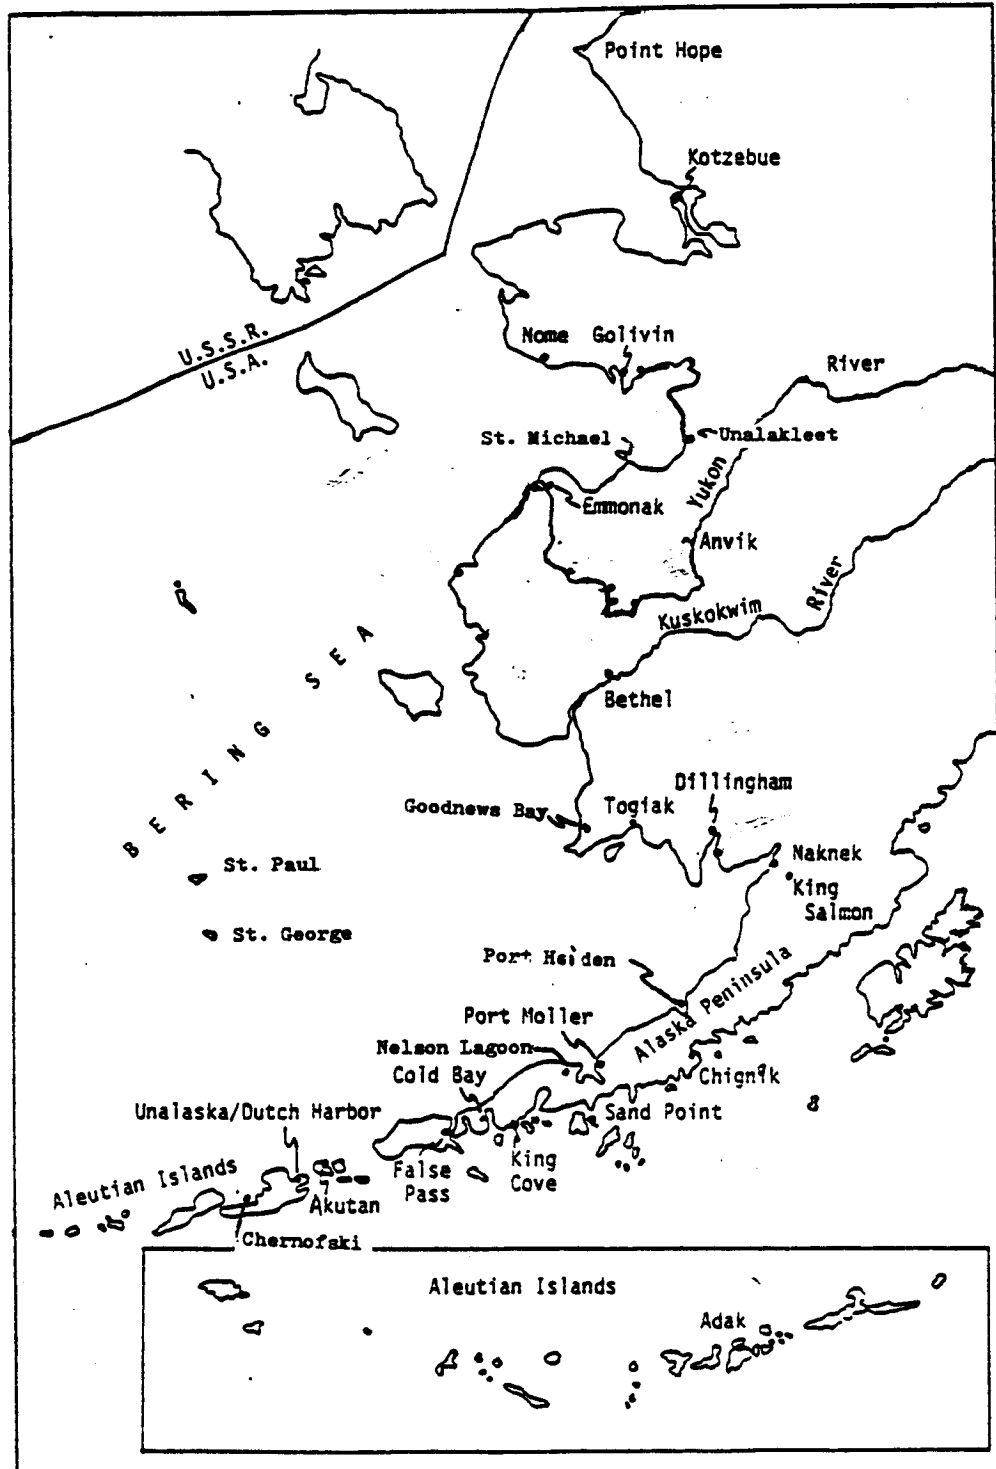 Point Hope
Kotzebue
U.S.S.R.
U.S.A.
Nome Golivin
River
St. Michael
Unalakleet
Yukon
Emmonak
Anvik
River
Kuskokwim
BERING SEA
Bethel
Dillingham
Goodnews Bay
Togiak
Naknek
St. Paul
King
Salmon
St. George
Port Heiden
Alaska Peninsula
Port Moller
Nelson Lagoon
Cold Bay
Chignik
Unalaska/Dutch Harbor
Sand Point
False
Pass
King
Cove
Aleutian Islands
Akutan
Chernofski
Aleutian Islands
Adak